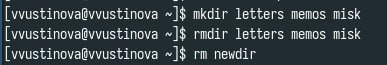 [vvustinova@vvustinova ~]$ mkdir letters memos misk
[vvustinova@vvustinova ~]$ rmdir letters memos misk
[vvustinova@vvustinova ~]$ rm newdir